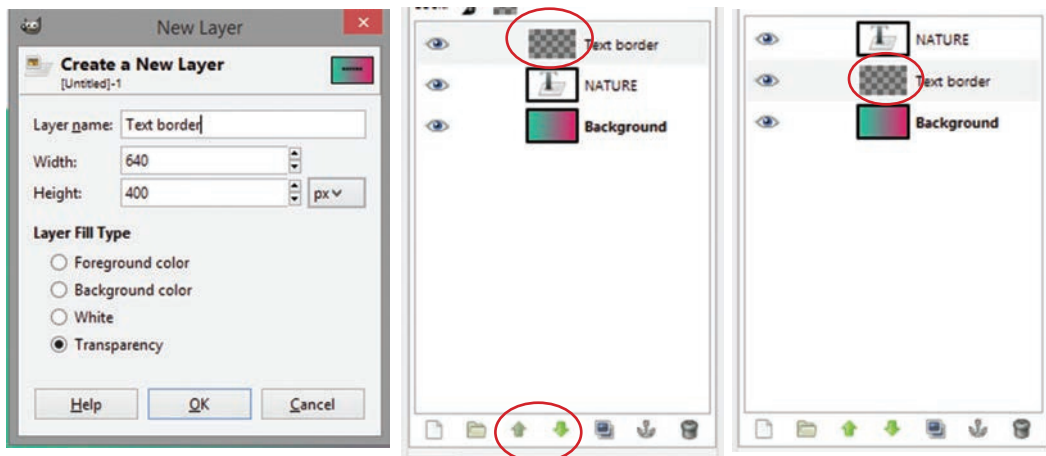 New Layer
Create a New Layer
[Untitled]-1
Layer name: Text border
Width: 640
Height: 400 px
Layer Fill Type
Foreground color
Background color
White
Transparency
Help OK Cancel
Text border
NATURE
Background
NATURE
Text border
Background